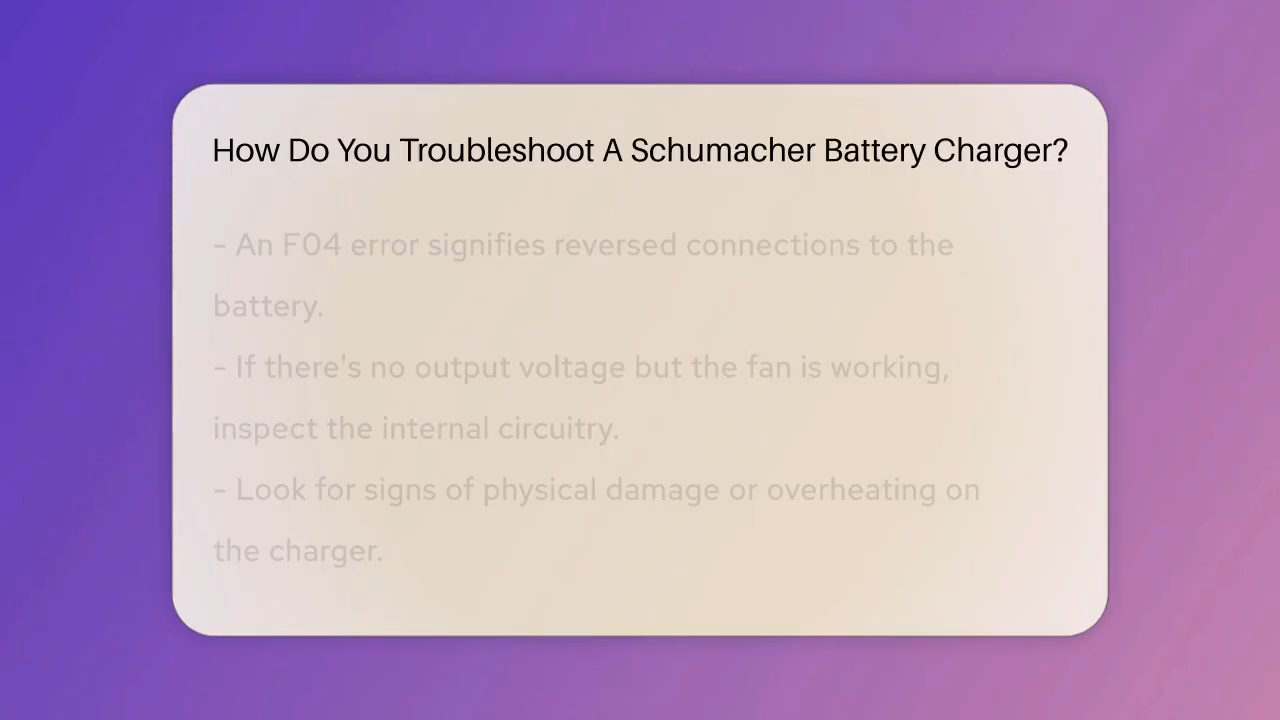 How Do You Troubleshoot A Schumacher Battery Charger?
- An F04 error signifies reversed connections to the
battery.
- If there's no output voltage but the fan is working,
inspect the internal circuitry.
- Look for signs of physical damage or overheating on
the charger.